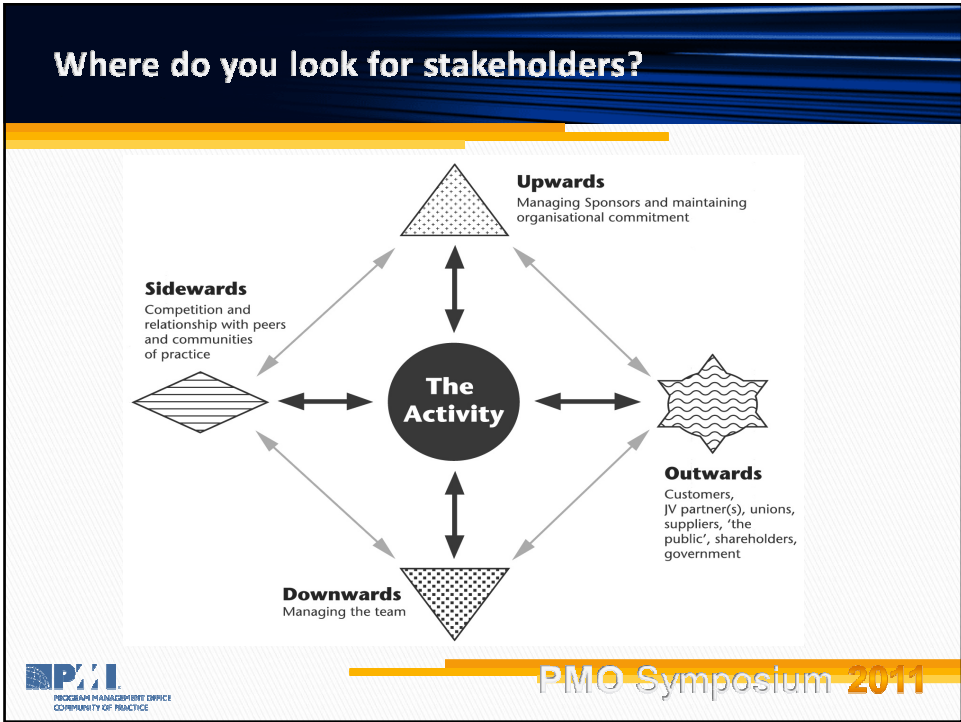 Where do you look for stakeholders?
Upwards
Managing Sponsors and maintaining
organisational commitment
Sidewards
Competition and
relationship with peers
and communities
of practice
The
Activity
Outwards
Customers,
JV partner(s), unions,
suppliers, ‘the
public’, shareholders,
government
Downwards
Managing the team
PMI
PROGRAM MANAGEMENT OFFICE
COMMUNITY OF PRACTICE
PMO Symposium 2011